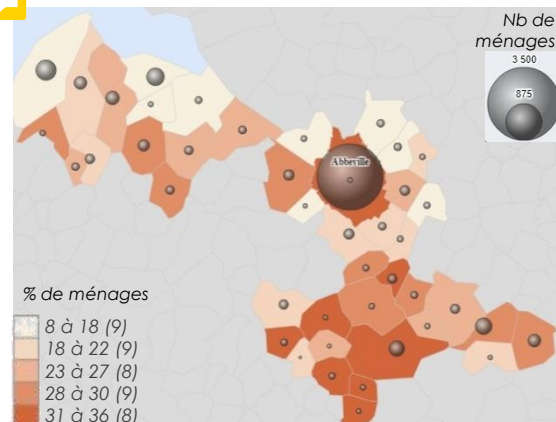 Nb de
ménages
3 500
875
Abbeville
% de ménages
8 à 18 (9)
18 à 22 (9)
23 à 27 (8)
28 à 30 (9)
31 à 36 (8)